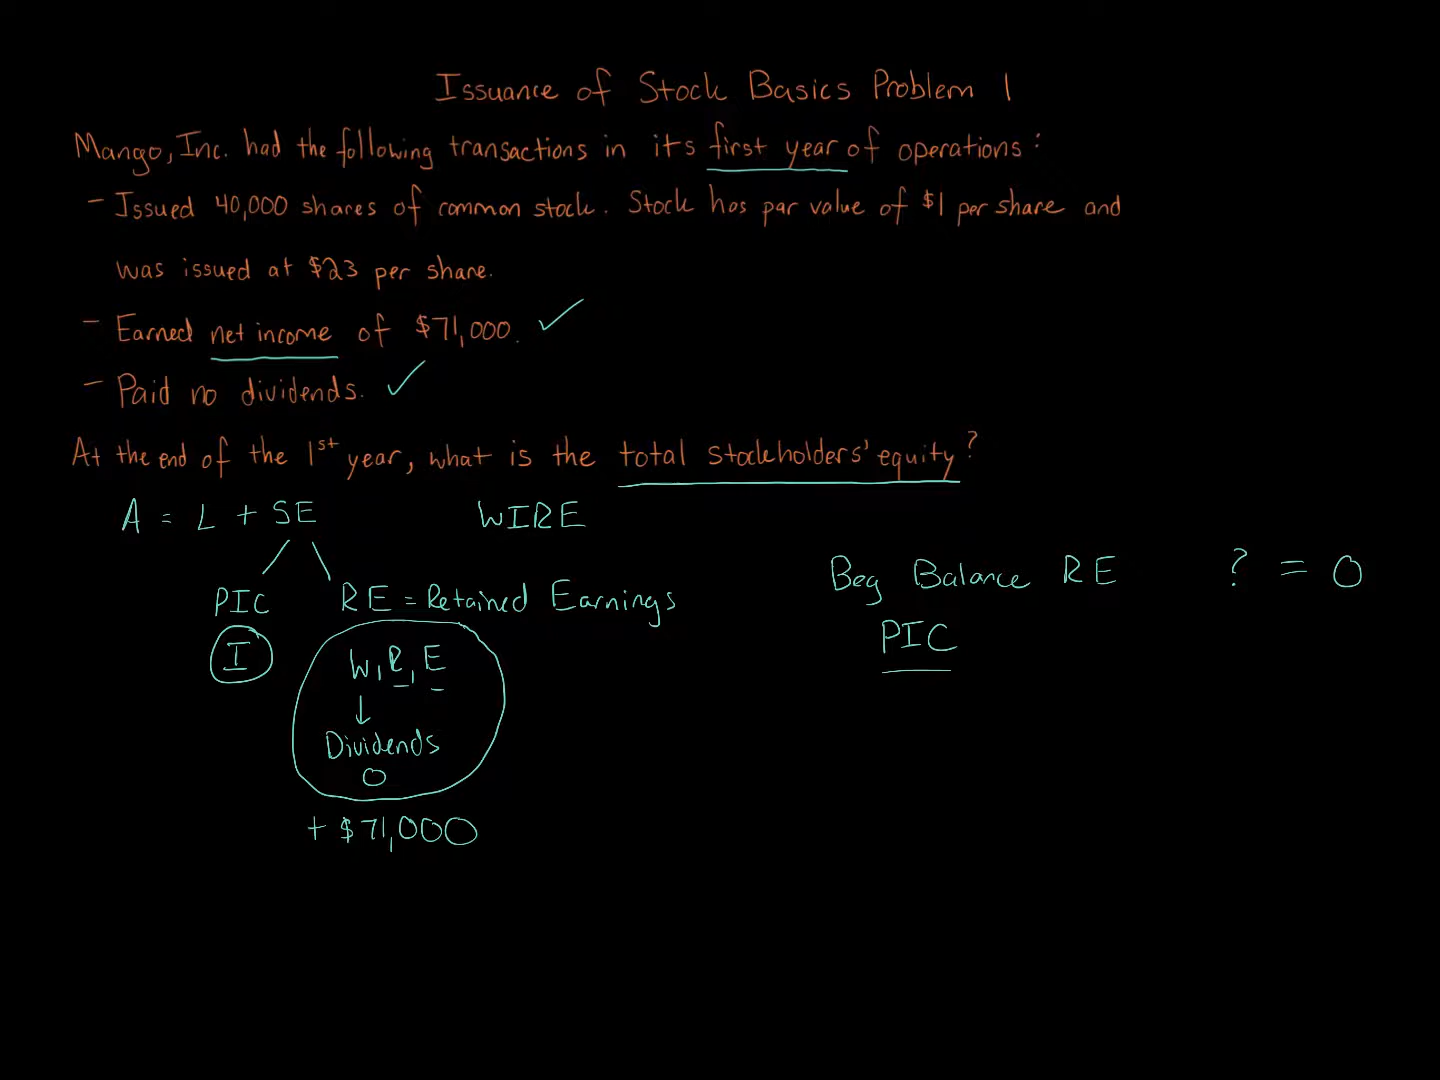 Issuance of Stock Basics Problem 1
Mango, Inc. had the following transactions in its first year of operations:
- Issued 40,000 shares of common stock. Stock has par value of $1 per share and
was issued at $23 per share.
- Earned net income of $71,000. ✓
- Paid no dividends. ✓
At the end of the 1st year, what is the total stockholders' equity?
A = L + SE
WIRE
Beg Balance RE ? = 0
PIC RE = Retained Earnings
PIC
I
W, R, E
↓
Dividends
0
+ $71,000